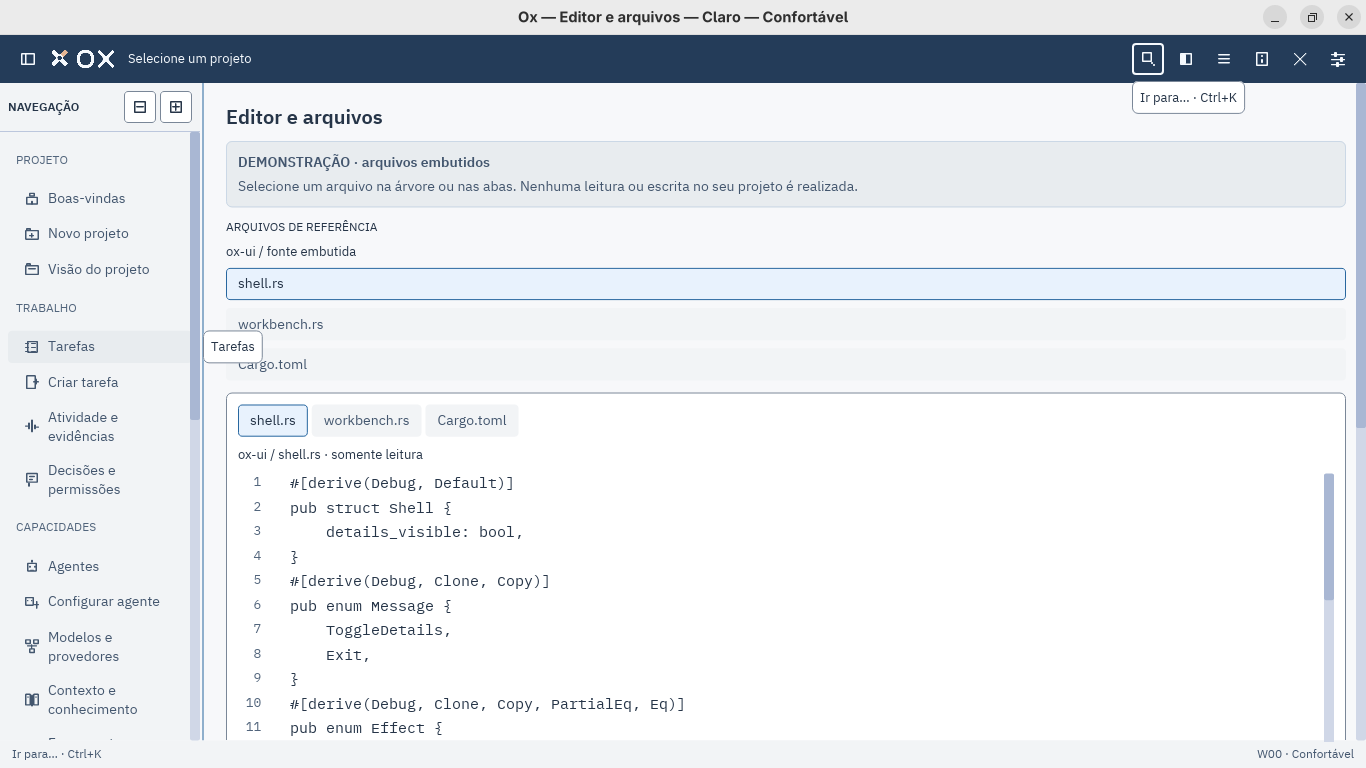 Ox — Editor e arquivos — Claro — Confortável
OX
Selecione um projeto
Ir para… · Ctrl+K
NAVEGAÇÃO
PROJETO
Boas-vindas
Novo projeto
Visão do projeto
TRABALHO
Tarefas
Tarefas
Criar tarefa
Atividade e
evidências
Decisões e
permissões
CAPACIDADES
Agentes
Configurar agente
Modelos e
provedores
Contexto e
conhecimento
Editor e arquivos
DEMONSTRAÇÃO · arquivos embutidos
Selecione um arquivo na árvore ou nas abas. Nenhuma leitura ou escrita no seu projeto é realizada.
ARQUIVOS DE REFERÊNCIA
ox-ui / fonte embutida
shell.rs
workbench.rs
Cargo.toml
shell.rs workbench.rs Cargo.toml
ox-ui / shell.rs · somente leitura
1 #[derive(Debug, Default)]
2 pub struct Shell {
3     details_visible: bool,
4 }
5 #[derive(Debug, Clone, Copy)]
6 pub enum Message {
7     ToggleDetails,
8     Exit,
9 }
10 #[derive(Debug, Clone, Copy, PartialEq, Eq)]
11 pub enum Effect {
Ir para… · Ctrl+K
W00 · Confortável